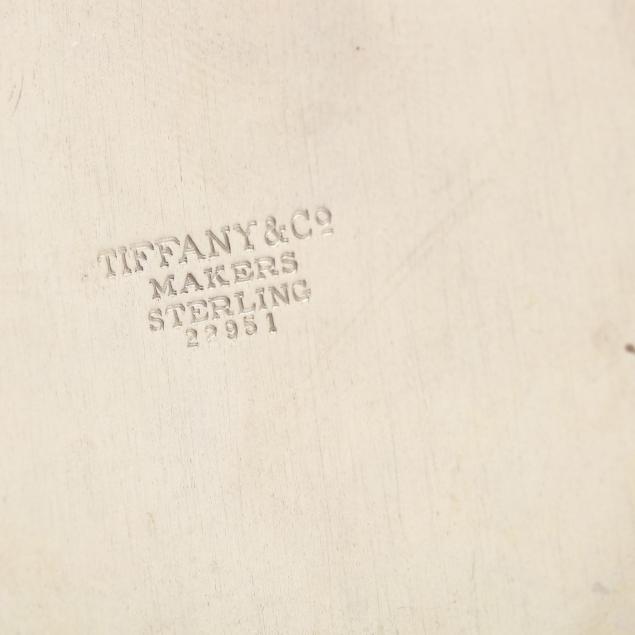 TIFFANY & Cº
MAKERS
STERLING
22951